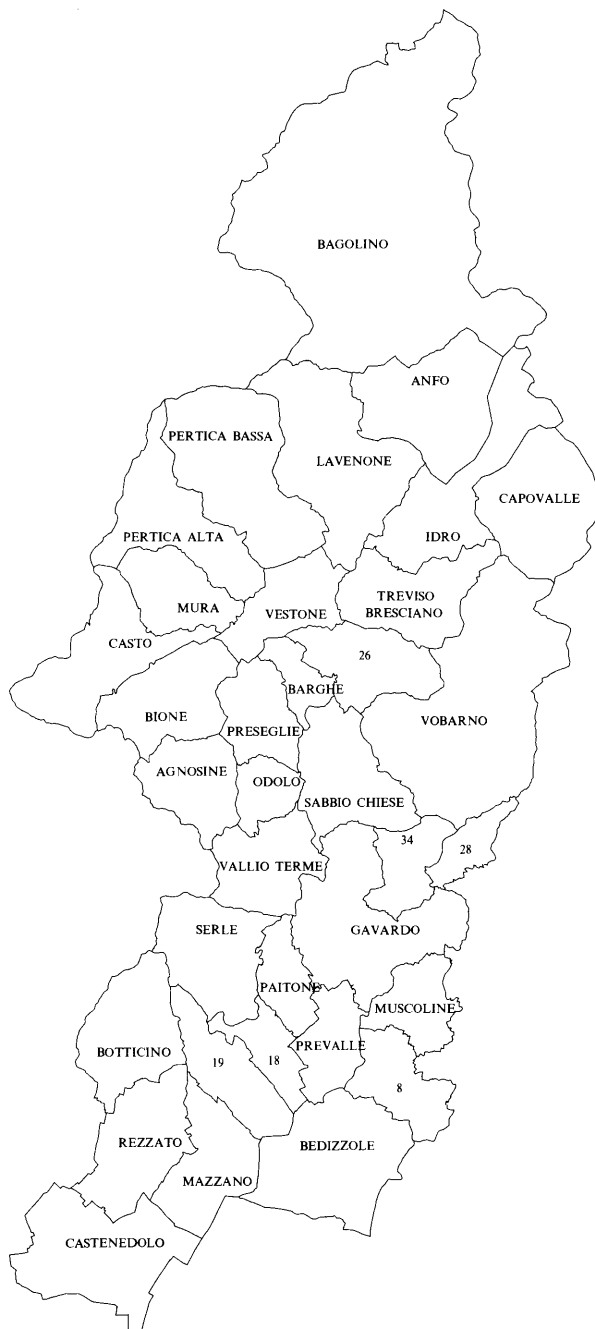 BAGOLINO
ANFO
PERTICA BASSA
LAVENONE
CAPOVALLE
PERTICA ALTA
IDRO
MURA
TREVISO
BRESCIANO
VESTONE
CASTO
26
BARGHE
BIONE
VOBARNO
PRESEGLIE
AGNOSINE
ODOLO
SABBIO CHIESE
34
28
VALLIO TERME
SERLE
GAVARDO
PAITONE
MUSCOLINE
PREVALLE
BOTTICINO
19
18
8
REZZATO
BEDIZZOLE
MAZZANO
CASTENEDOLO